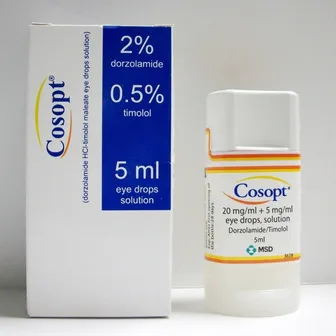 Cosopt®
(dorzolamide HCl-timolol maleate eye drops solution)
2%
dorzolamide
0.5%
timolol
5 ml
eye drops
solution
Cosopt®
20 mg/ml + 5 mg/ml
eye drops, solution
Dorzolamide/Timolol
5ml
MSD